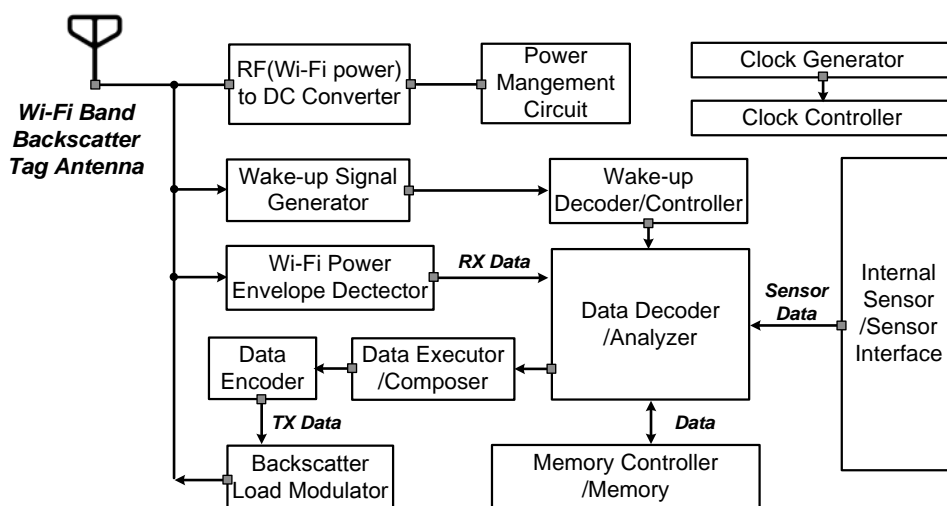 Wi-Fi Band
Backscatter
Tag Antenna
RF(Wi-Fi power)
to DC Converter
Power
Mangement
Circuit
Clock Generator
Clock Controller
Wake-up Signal
Generator
Wake-up
Decoder/Controller
Wi-Fi Power
Envelope Dectector
RX Data
Data Decoder
/Analyzer
Sensor
Data
Internal
Sensor
/Sensor
Interface
Data
Encoder
Data Executor
/Composer
TX Data
Data
Backscatter
Load Modulator
Memory Controller
/Memory